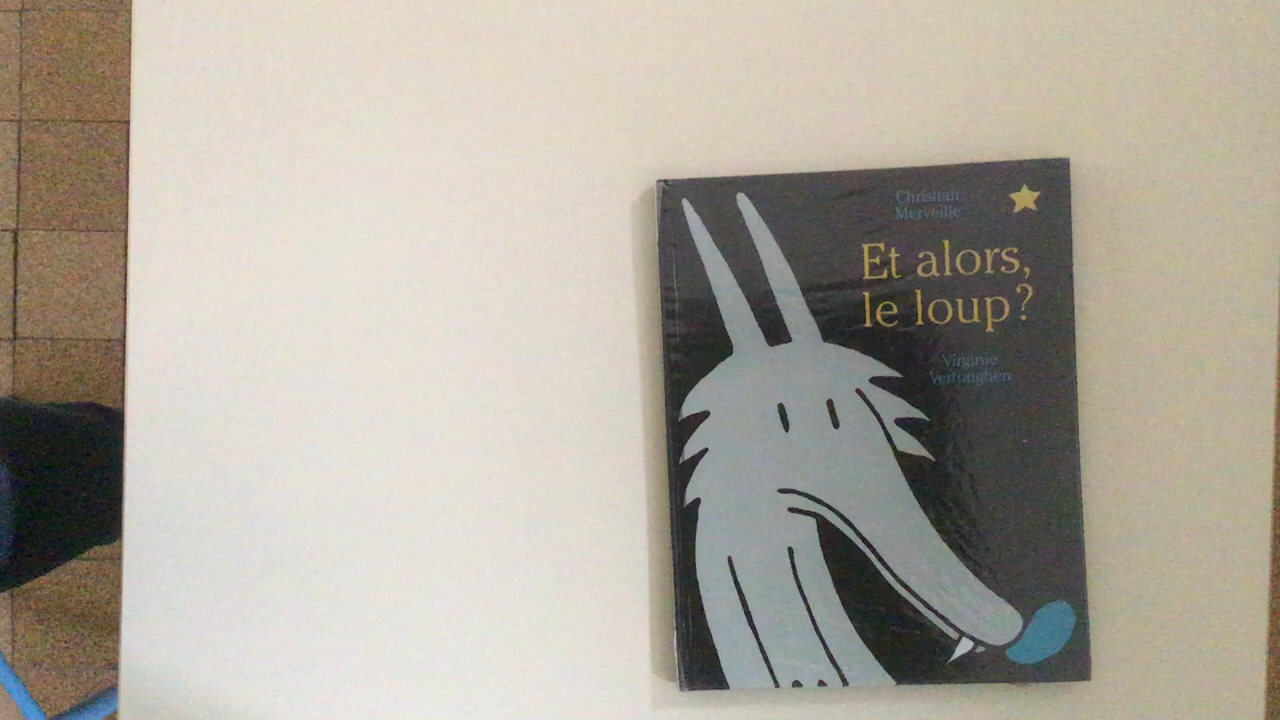 Christian
Merveille
Et alors,
le loup?
Virginie
Vertonghen